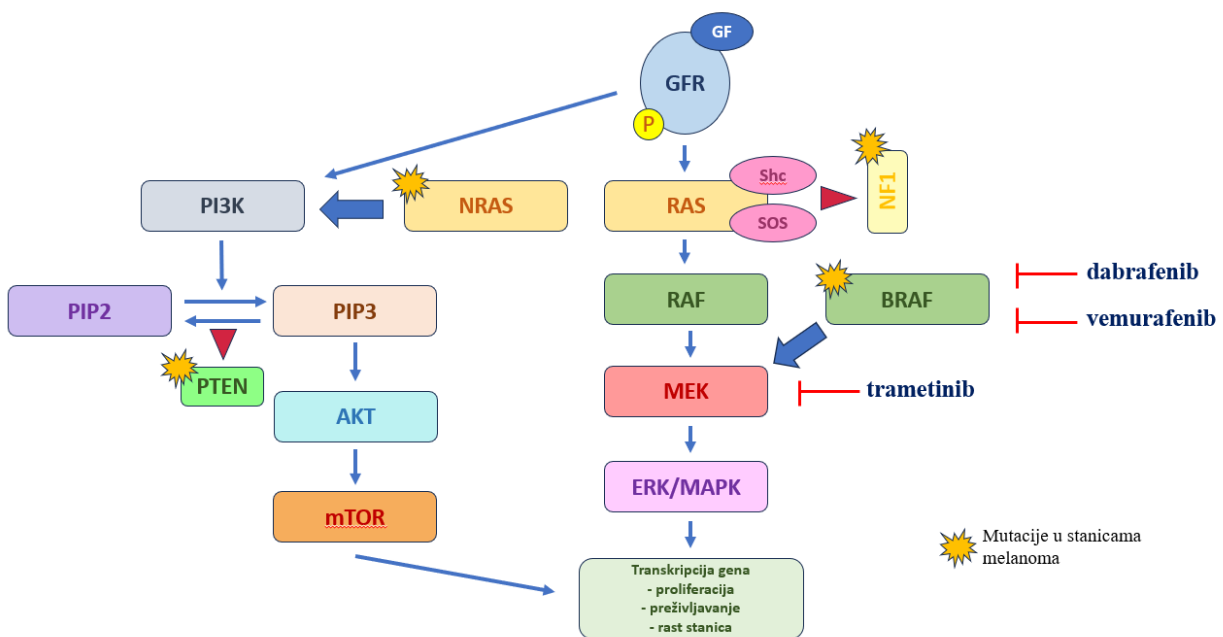 GF
GFR
P
Shc
NF1
PI3K
NRAS
RAS
SOS
dabrafenib
PIP2
PIP3
RAF
BRAF
vemurafenib
PTEN
MEK
trametinib
AKT
ERK/MAPK
mTOR
Mutacije u stanicama
melanoma
Transkripcija gena
- proliferacija
- preživljavanje
- rast stanica